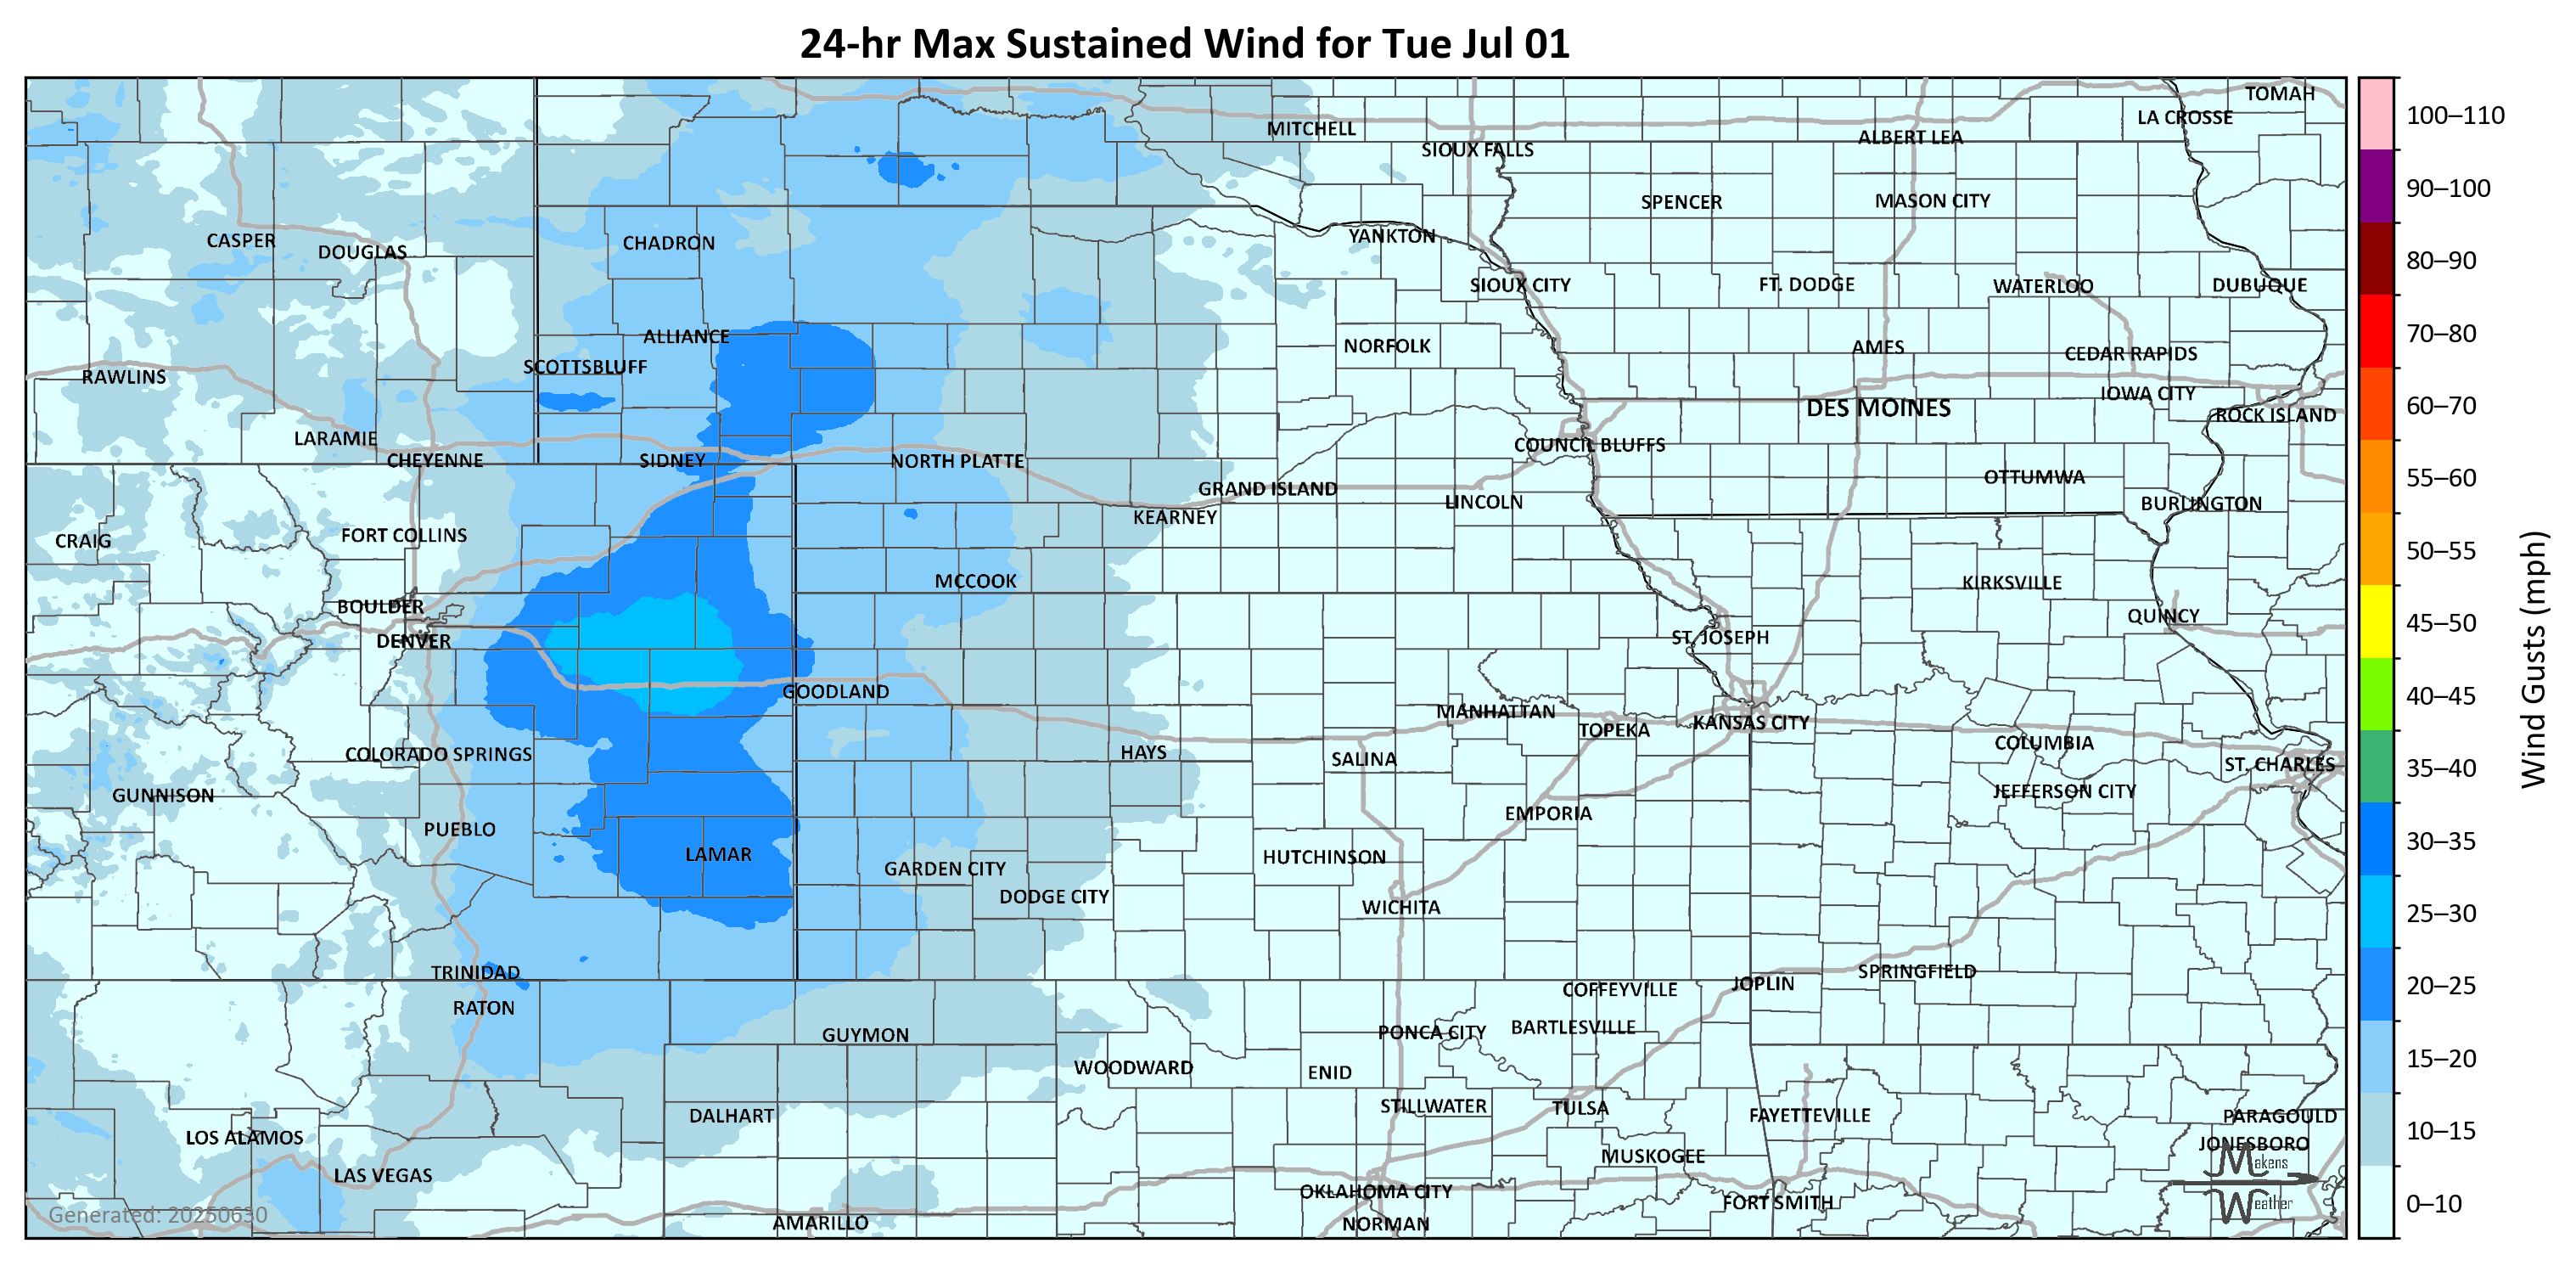 24-hr Max Sustained Wind for Tue Jul 01
TOMAH
LA CROSSE
MITCHELL
ALBERT LEA
SIOUX FALLS
SPENCER
MASON CITY
CASPER
DOUGLAS
CHADRON
YANKTON
SIOUX CITY
FT. DODGE
WATERLOO
DUBUQUE
ALLIANCE
NORFOLK
AMES
CEDAR RAPIDS
SCOTTSBLUFF
RAWLINS
IOWA CITY
DES MOINES
ROCK ISLAND
LARAMIE
COUNCIL BLUFFS
CHEYENNE
SIDNEY
NORTH PLATTE
OTTUMWA
GRAND ISLAND
LINCOLN
BURLINGTON
KEARNEY
FORT COLLINS
CRAIG
MCCOOK
KIRKSVILLE
BOULDER
QUINCY
DENVER
ST. JOSEPH
GOODLAND
MANHATTAN
KANSAS CITY
TOPEKA
COLUMBIA
COLORADO SPRINGS
HAYS
SALINA
ST. CHARLES
GUNNISON
JEFFERSON CITY
EMPORIA
PUEBLO
LAMAR
HUTCHINSON
GARDEN CITY
DODGE CITY
WICHITA
TRINIDAD
SPRINGFIELD
JOPLIN
COFFEYVILLE
RATON
BARTLESVILLE
PONCA CITY
GUYMON
WOODWARD
ENID
STILLWATER
TULSA
DALHART
FAYETTEVILLE
PARAGOULD
LOS ALAMOS
JONESBORO
MUSKOGEE
LAS VEGAS
OKLAHOMA CITY
FORT SMITH
AMARILLO
NORMAN
Generated: 20250630
Makens
Weather
100–110
90–100
80–90
70–80
60–70
55–60
50–55
45–50
40–45
35–40
30–35
25–30
20–25
15–20
10–15
0–10
Wind Gusts (mph)